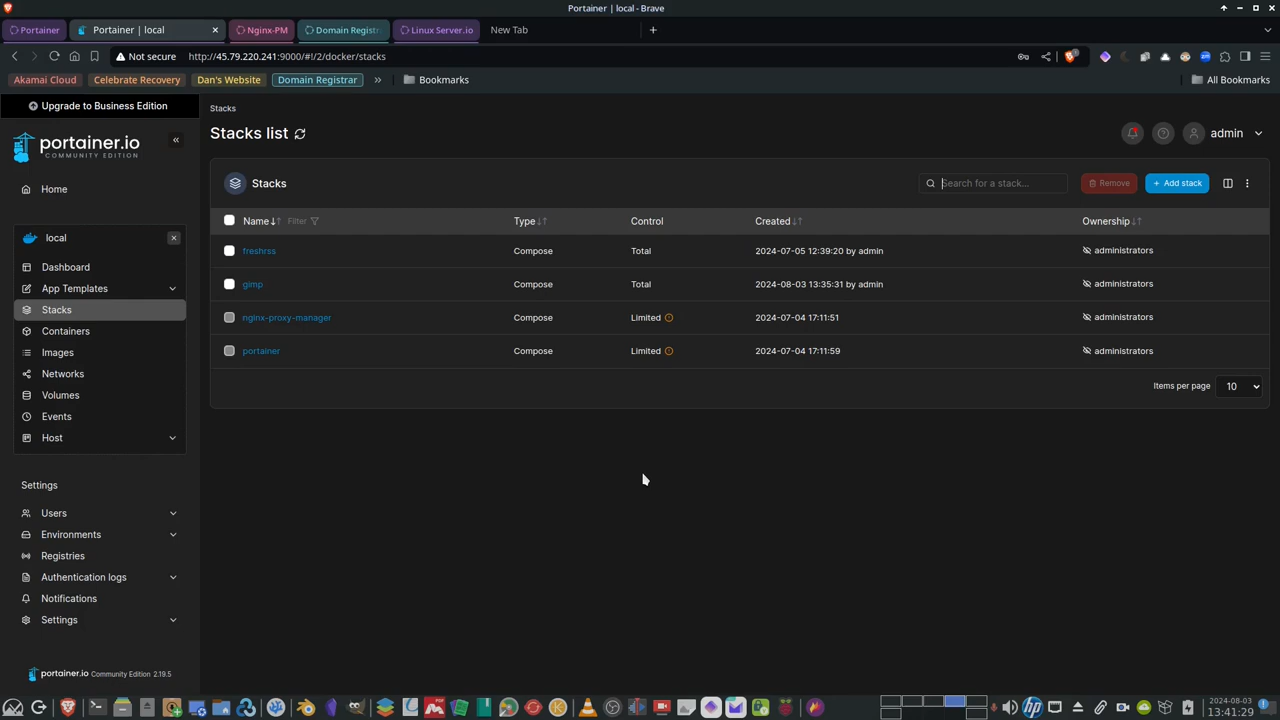 Portainer | local - Brave
Portainer
Portainer | local
Nginx-PM
Domain Registr
Linux Server.io
New Tab
Not secure
http://45.79.220.241:9000/#!/2/docker/stacks
Akamai Cloud
Celebrate Recovery
Dan's Website
Domain Registrar
Bookmarks
All Bookmarks
Upgrade to Business Edition
portainer.io
COMMUNITY EDITION
Home
local
Dashboard
App Templates
Stacks
Containers
Images
Networks
Volumes
Events
Host
Settings
Users
Environments
Registries
Authentication logs
Notifications
Settings
portainer.io Community Edition 2.19.5
Stacks
Stacks list
admin
Stacks
Search for a stack...
Remove
+ Add stack
Name Filter Type Control Created Ownership
freshrss Compose Total 2024-07-05 12:39:20 by admin administrators
gimp Compose Total 2024-08-03 13:35:31 by admin administrators
nginx-proxy-manager Compose Limited 2024-07-04 17:11:51 administrators
portainer Compose Limited 2024-07-04 17:11:59 administrators
Items per page 10
2024-08-03
13:41:29